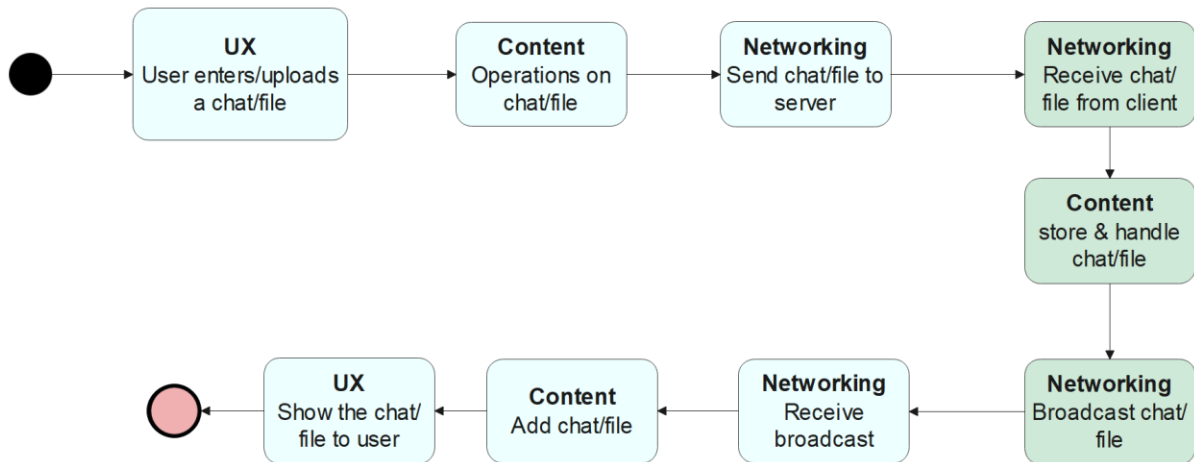 UX
User enters/uploads
a chat/file
Content
Operations on
chat/file
Networking
Send chat/file to
server
Networking
Receive chat/
file from client
Content
store & handle
chat/file
Networking
Broadcast chat/
file
Networking
Receive
broadcast
Content
Add chat/file
UX
Show the chat/
file to user